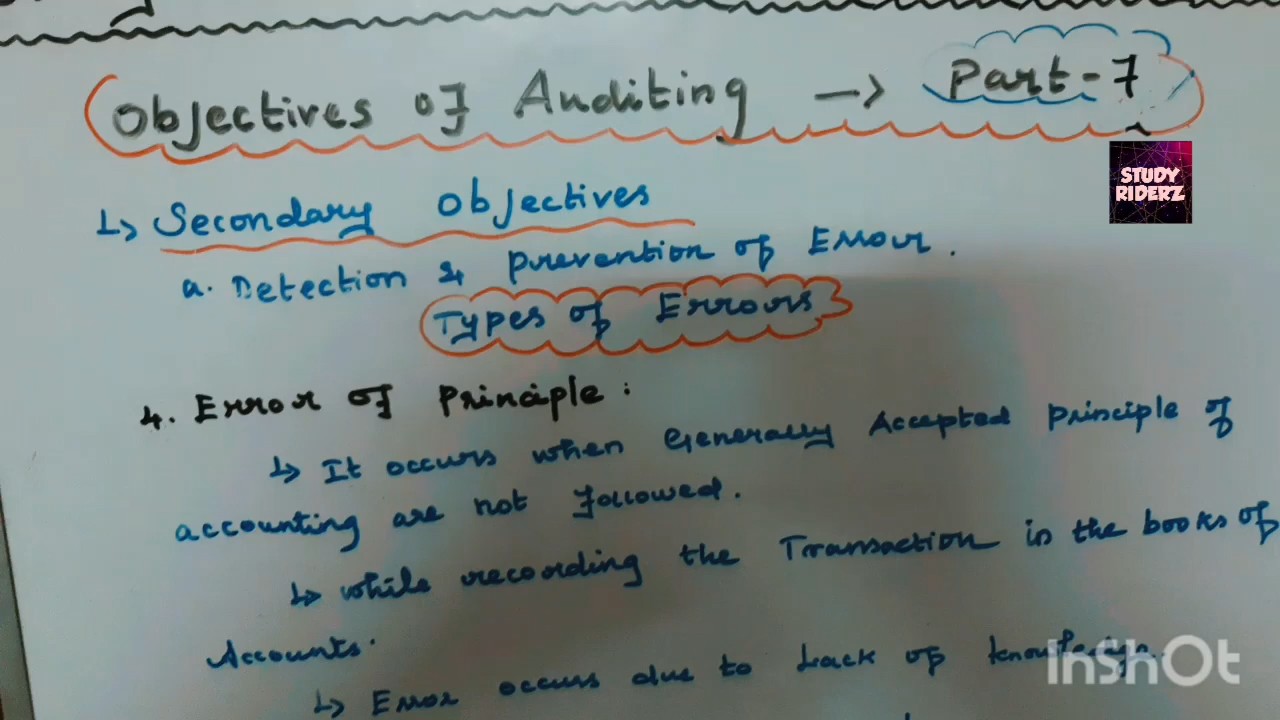 Objectives of Auditing → Part-7
STUDY
RIDERZ
↳ Secondary Objectives
a. Detection & prevention of Error.
Types of Errors
4. Error of Principle:
↳ It occurs when Generally Accepted Principle of
accounting are not followed.
↳ while recording the Transaction in the books of
Accounts.
↳ Error occurs due to Lack of knowledge.
InShOt